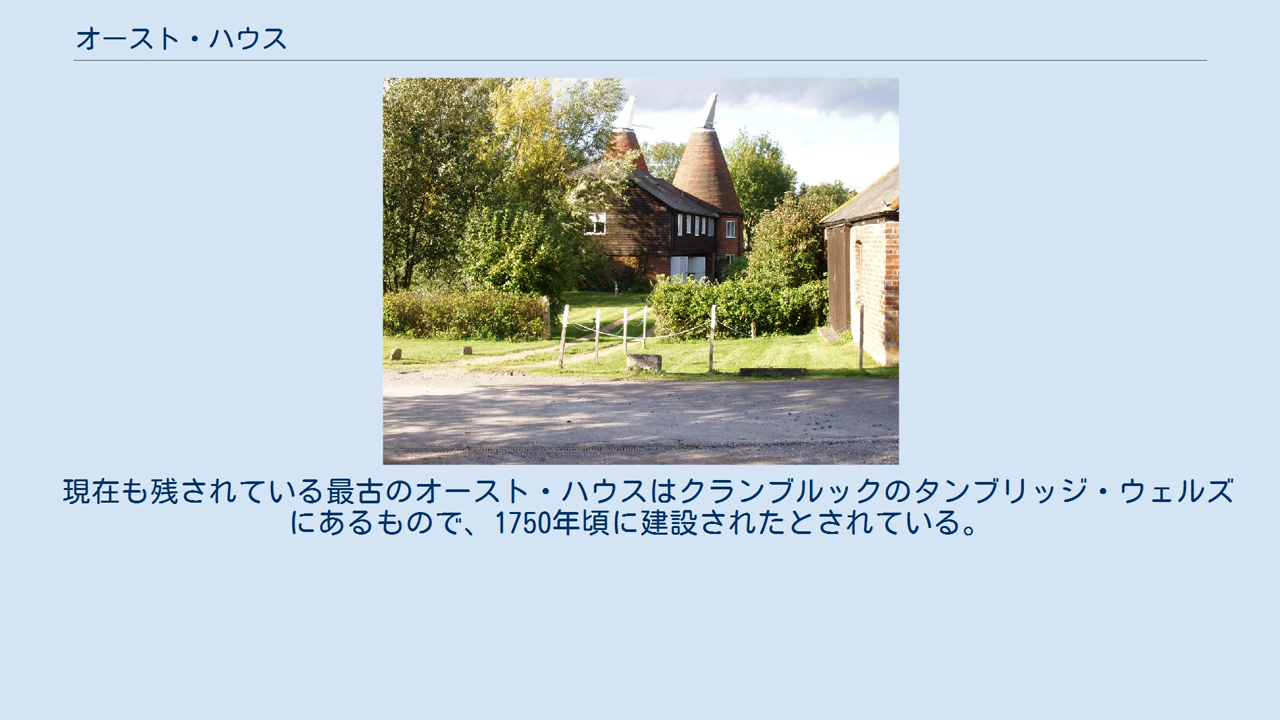 オースト・ハウス
現在も残されている最古のオースト・ハウスはクランブルックのタンブリッジ・ウェルズ
にあるもので、1750年頃に建設されたとされている。